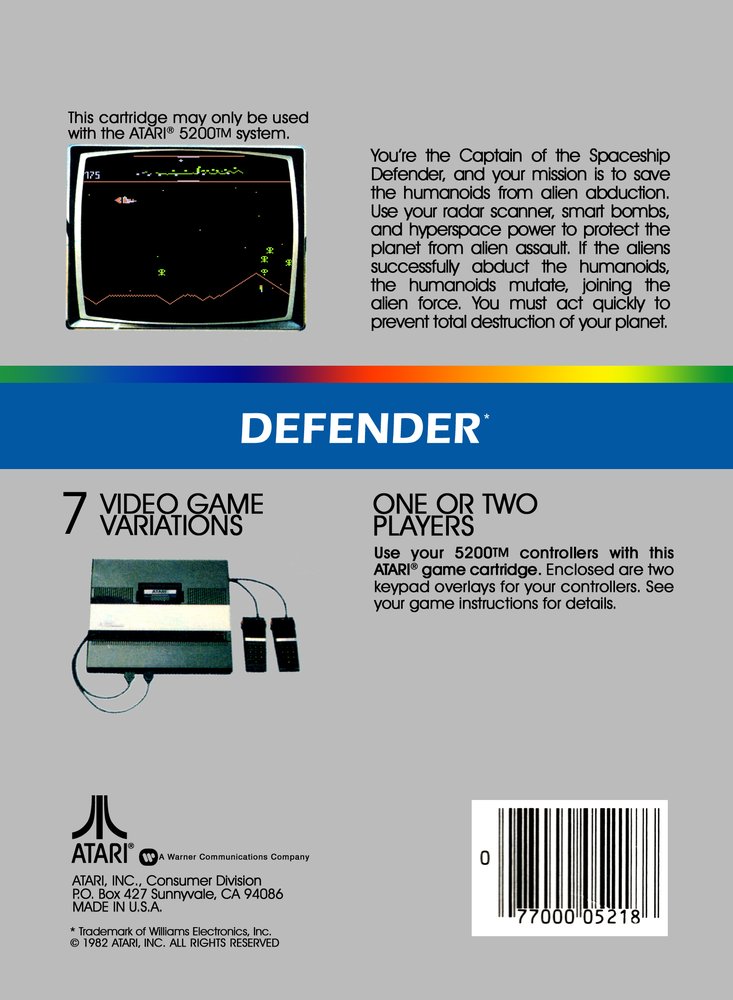 This cartridge may only be used
with the ATARI® 5200TM system.
175
You're the Captain of the Spaceship
Defender, and your mission is to save
the humanoids from alien abduction.
Use your radar scanner, smart bombs,
and hyperspace power to protect the
planet from alien assault. If the aliens
successfully abduct the humanoids,
the humanoids mutate, joining the
alien force. You must act quickly to
prevent total destruction of your planet.
DEFENDER*
7 VIDEO GAME
VARIATIONS
ATARI
ONE OR TWO
PLAYERS
Use your 5200TM controllers with this
ATARI® game cartridge. Enclosed are two
keypad overlays for your controllers. See
your game instructions for details.
ATARI® A Warner Communications Company
ATARI, INC., Consumer Division
P.O. Box 427 Sunnyvale, CA 94086
MADE IN U.S.A.
* Trademark of Williams Electronics, Inc.
© 1982 ATARI, INC. ALL RIGHTS RESERVED
0 77000 05218